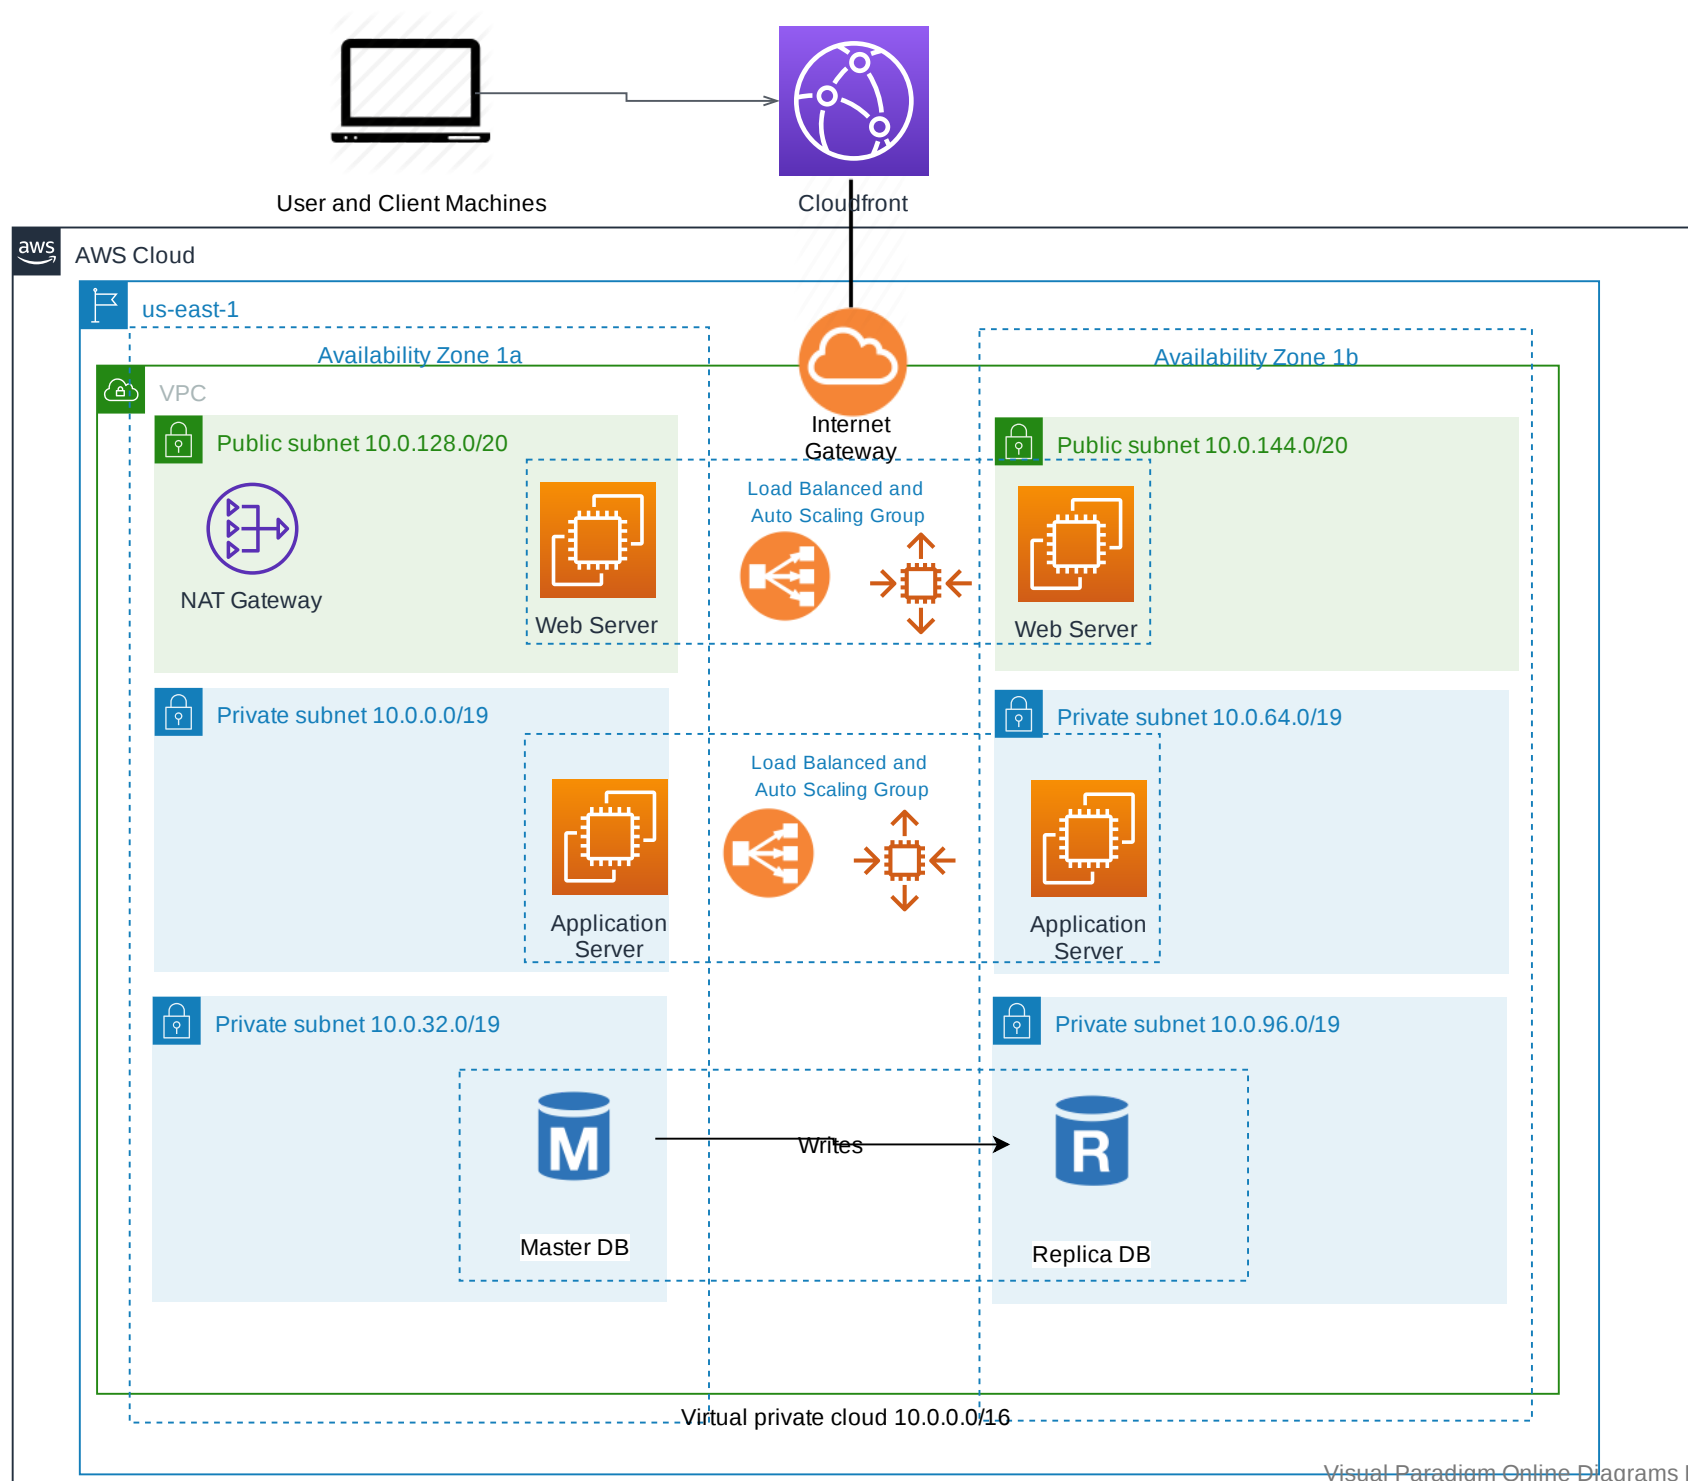 User and Client Machines
Cloudfront
aws
AWS Cloud
us-east-1
Availability Zone 1a
Availability Zone 1b
VPC
Internet
Gateway
Public subnet 10.0.128.0/20
Public subnet 10.0.144.0/20
Load Balanced and
Auto Scaling Group
NAT Gateway
Web Server
Web Server
Private subnet 10.0.0.0/19
Private subnet 10.0.64.0/19
Load Balanced and
Auto Scaling Group
Application
Server
Application
Server
Private subnet 10.0.32.0/19
Private subnet 10.0.96.0/19
M
R
Writes
Master DB
Replica DB
Virtual private cloud 10.0.0.0/16
Visual Paradigm Online Diagrams